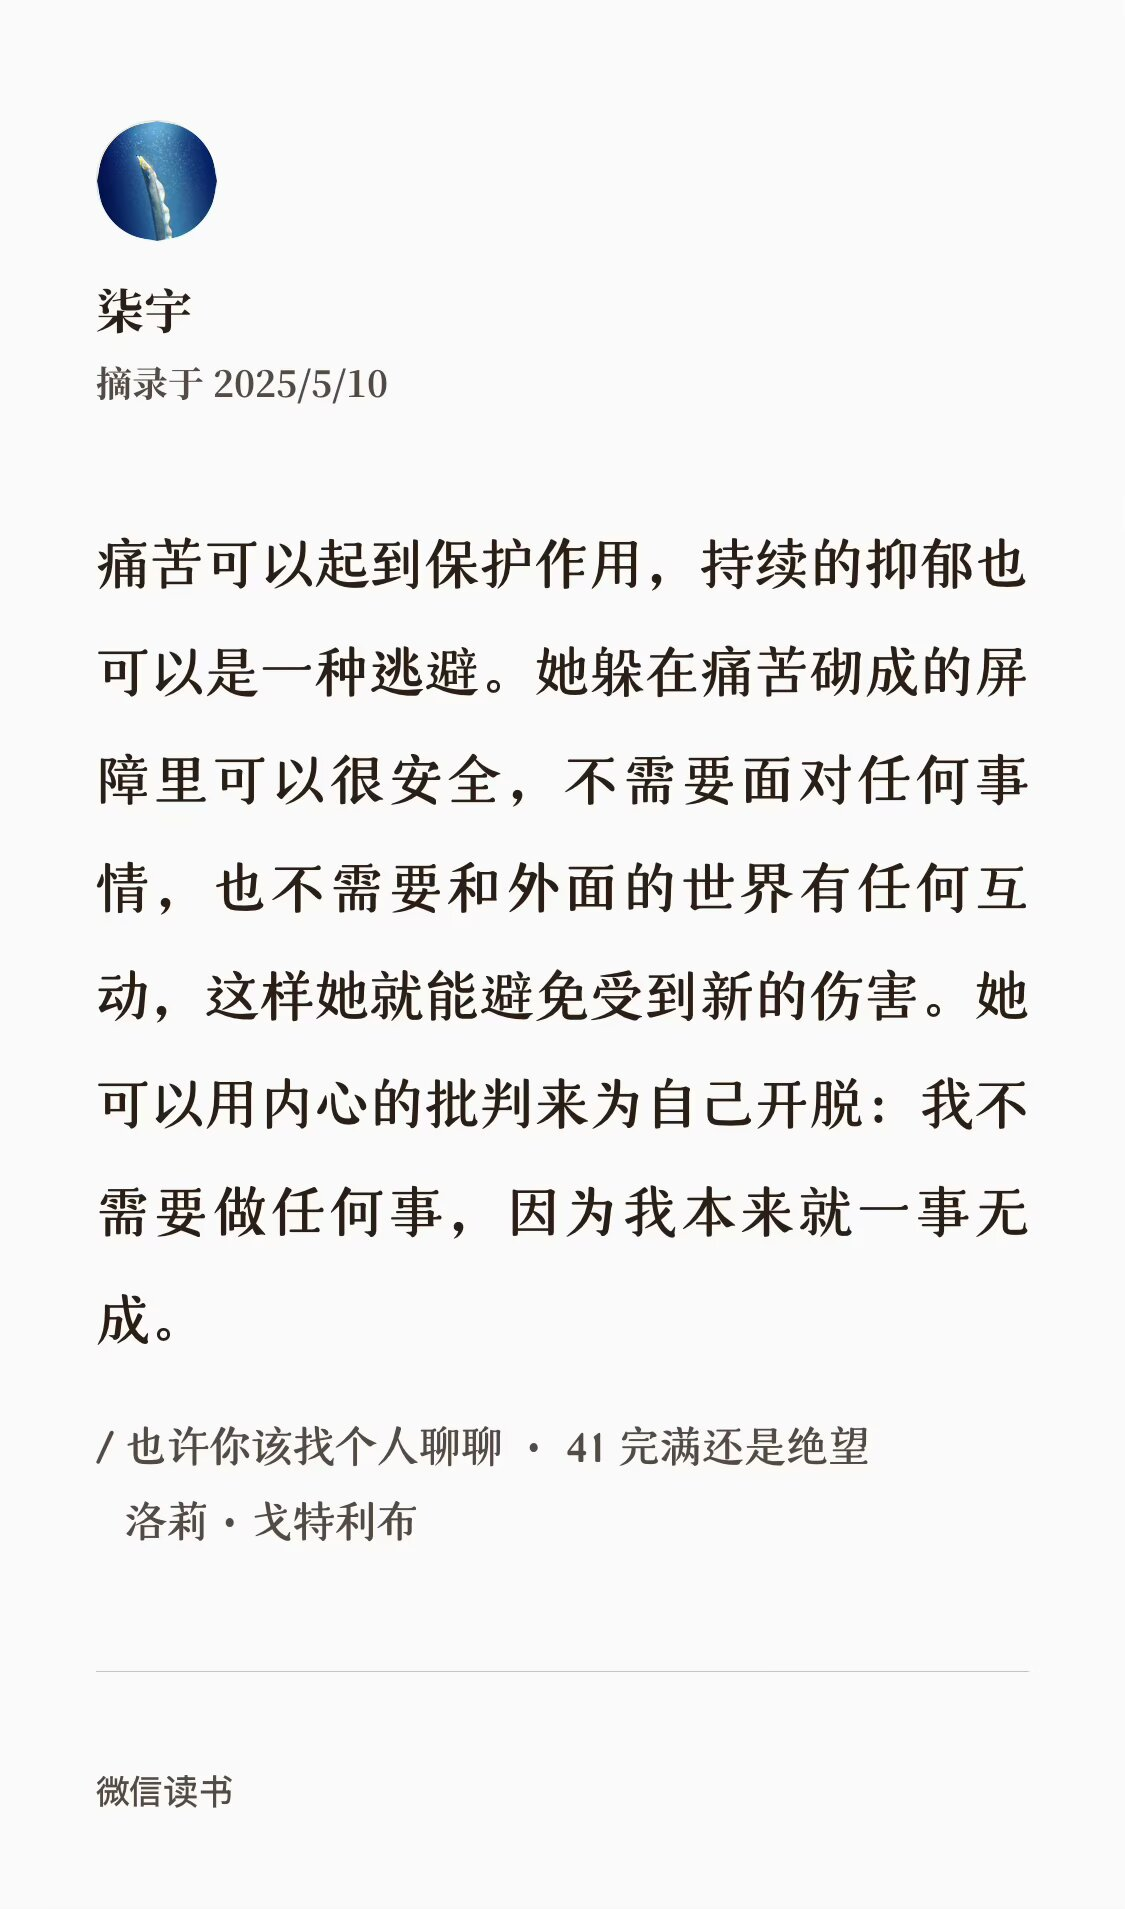 柒宇
摘录于 2025/5/10
痛苦可以起到保护作用，持续的抑郁也
可以是一种逃避。她躲在痛苦砌成的屏
障里可以很安全，不需要面对任何事
情，也不需要和外面的世界有任何互
动，这样她就能避免受到新的伤害。她
可以用内心的批判来为自己开脱：我不
需要做任何事，因为我本来就一事无
成。
/ 也许你该找个人聊聊 · 41 完满还是绝望
洛莉·戈特利布
微信读书